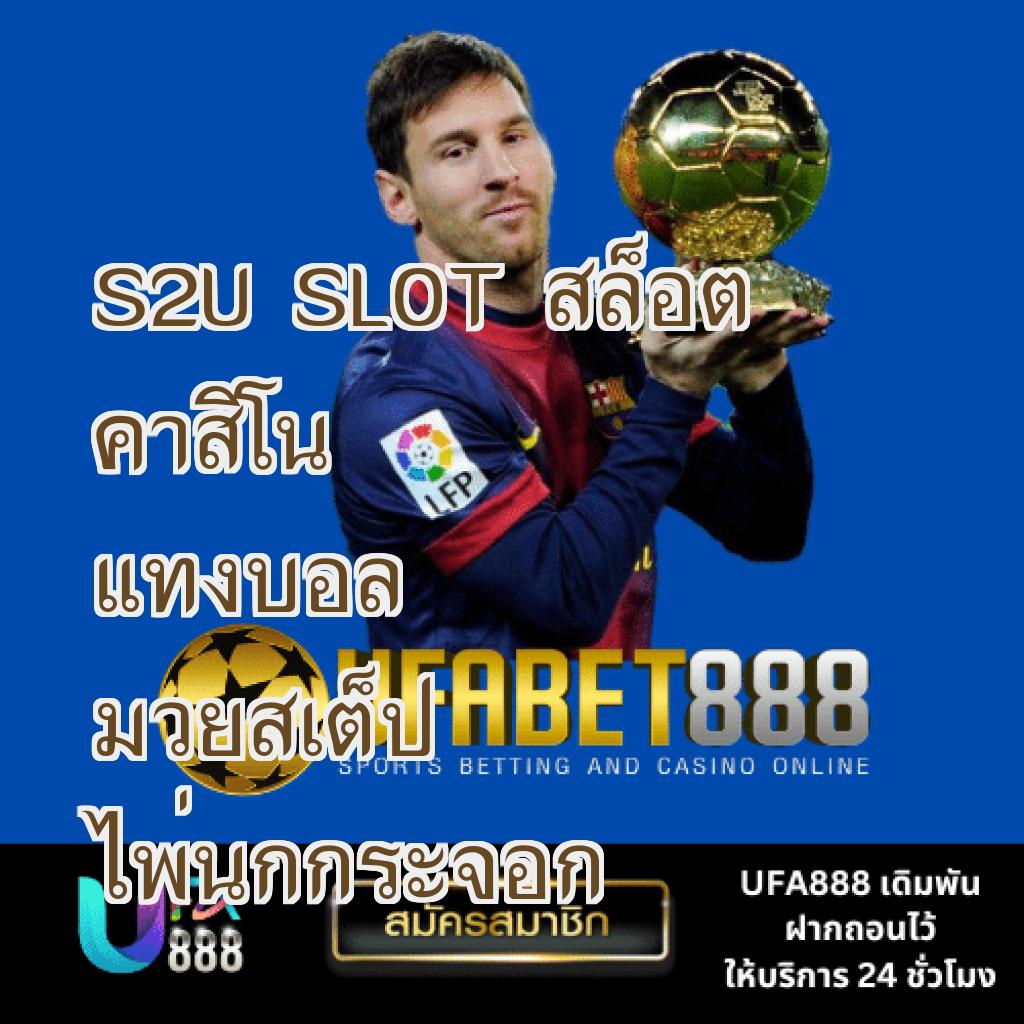 S2U SLOT สล็อต
LFP
คาสิโน
แทงบอล
UFABET888
มวยสเต็ป
SPORTS BETTING AND CASINO ONLINE
ไพ่นกกระจอก
UFA
888
สมัครสมาชิก
UFA888 เดิมพัน
ฝากถอนไว้
ให้บริการ 24 ชั่วโมง